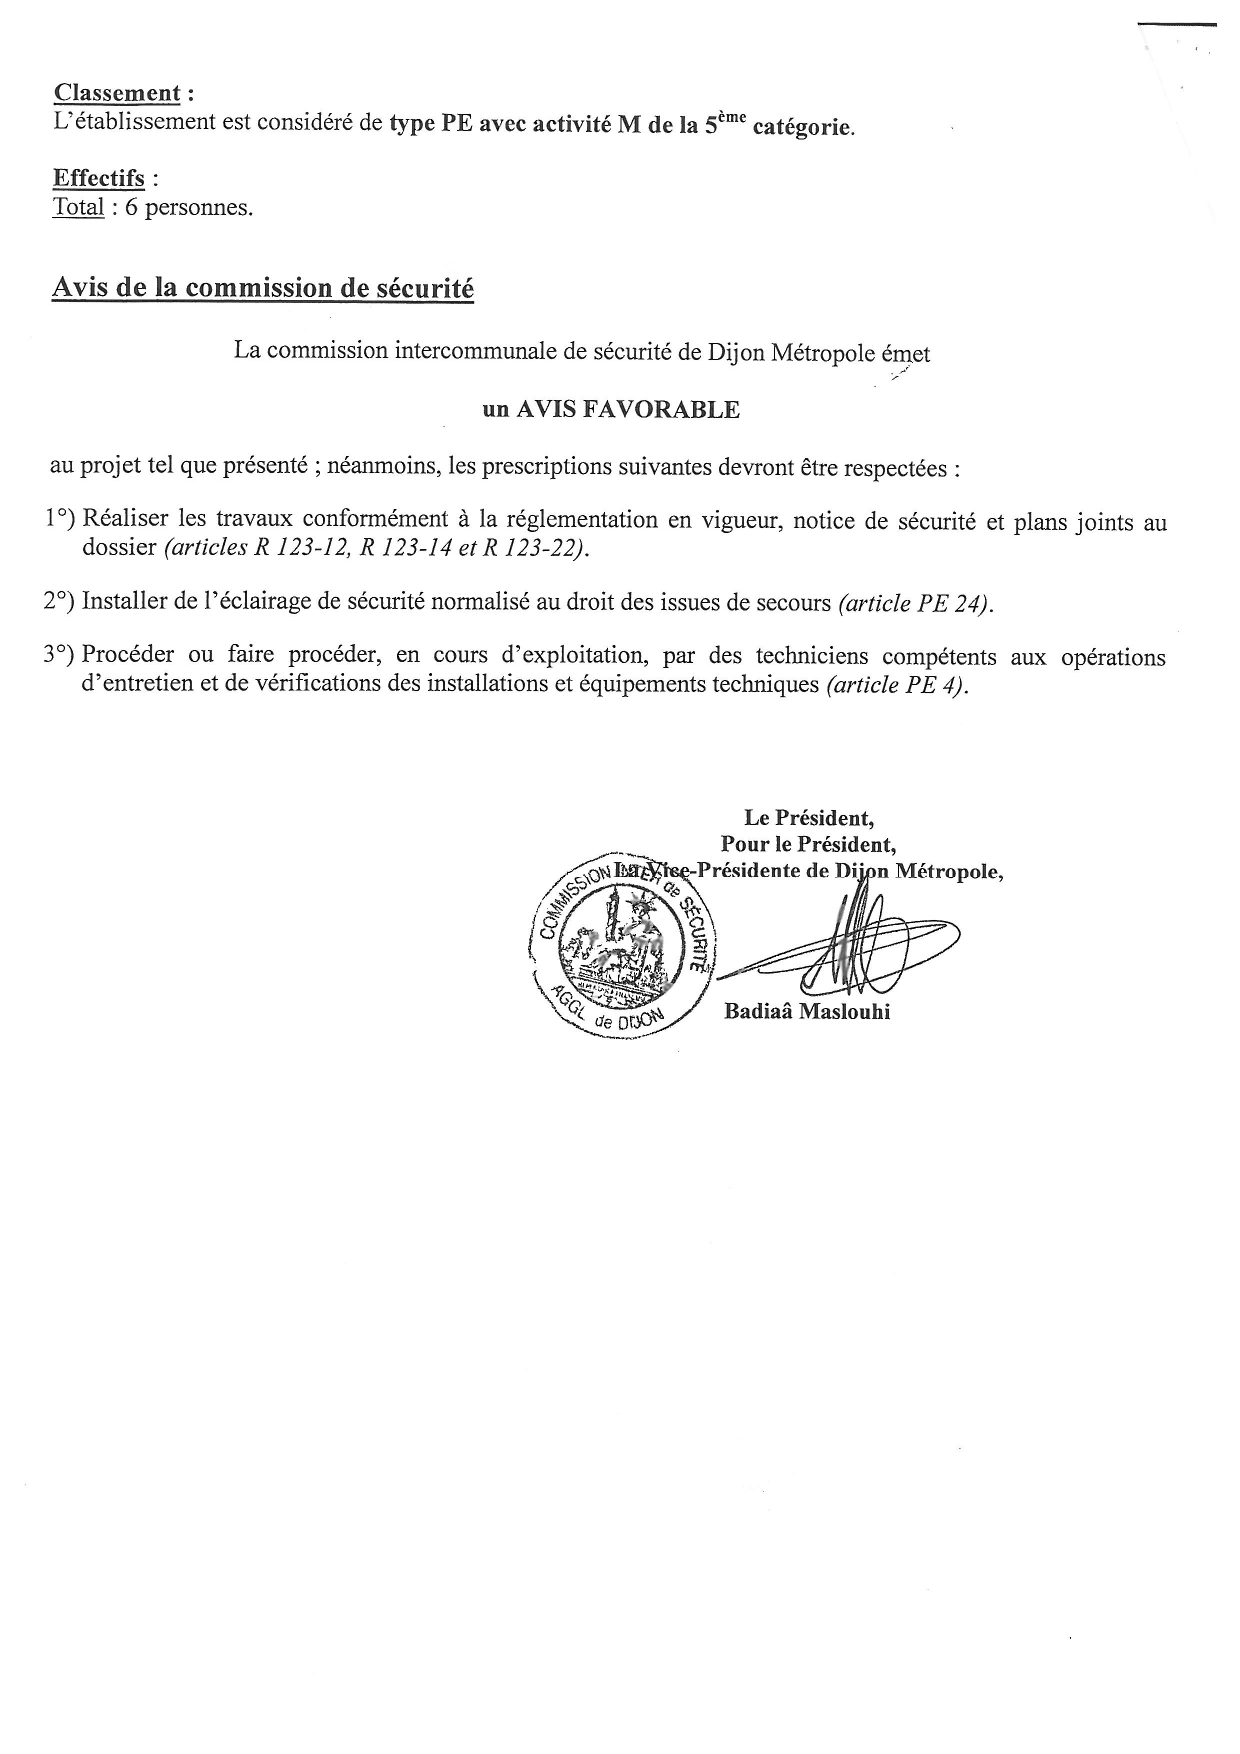 Classement :
L'établissement est considéré de type PE avec activité M de la 5ème catégorie.
Effectifs :
Total : 6 personnes.
Avis de la commission de sécurité
La commission intercommunale de sécurité de Dijon Métropole émet
un AVIS FAVORABLE
au projet tel que présenté ; néanmoins, les prescriptions suivantes devront être respectées :
1°) Réaliser les travaux conformément à la réglementation en vigueur, notice de sécurité et plans joints au
dossier (articles R 123-12, R 123-14 et R 123-22).
2°) Installer de l'éclairage de sécurité normalisé au droit des issues de secours (article PE 24).
3°) Procéder ou faire procéder, en cours d'exploitation, par des techniciens compétents aux opérations
d'entretien et de vérifications des installations et équipements techniques (article PE 4).
Le Président,
Pour le Président,
La Vice-Présidente de Dijon Métropole,
COMMISSION INTER de SÉCURITÉ
AGGL de DIJON
Badiaâ Maslouhi